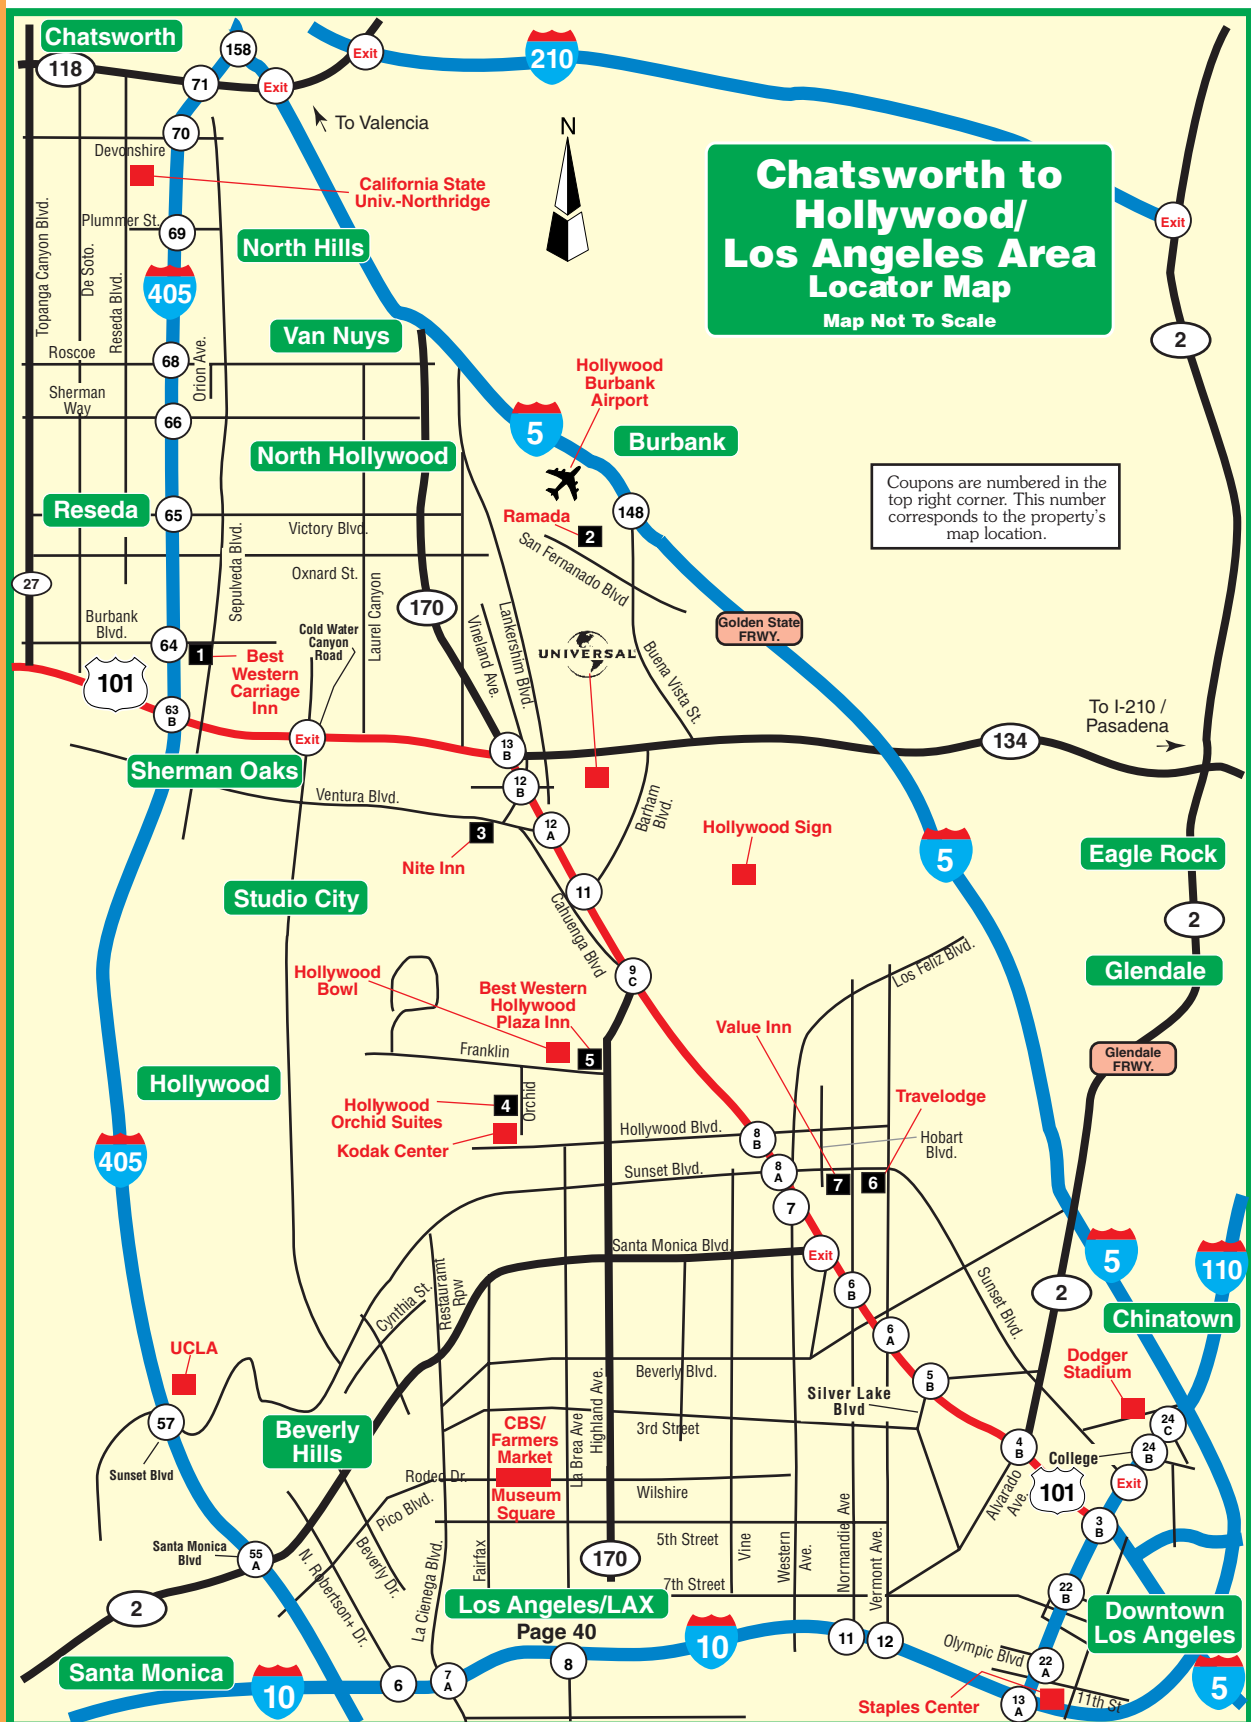 Chatsworth
118
158
71
Exit
Exit
210
To Valencia
N
70
Devonshire
California State
Univ.-Northridge
Chatsworth to
Hollywood/
Los Angeles Area
Locator Map
Map Not To Scale
Exit
Topanga Canyon Blvd.
De Soto.
Reseda Blvd.
Plummer St.
69
North Hills
405
Van Nuys
2
Roscoe
68
Orion Ave.
Sherman
Way
66
Hollywood
Burbank
Airport
5
Burbank
North Hollywood
Coupons are numbered in the
top right corner. This number
corresponds to the property's
map location.
Reseda
65
Victory Blvd.
Ramada
2
148
San Fernanado Blvd
Sepulveda Blvd.
27
Oxnard St.
Laurel Canyon
170
Burbank
Blvd.
64
1
Best
Western
Carriage
Inn
Cold Water
Canyon
Road
Vineland Ave.
Lankershim Blvd.
UNIVERSAL
Buena Vista St.
Golden State
FRWY.
101
63
B
Exit
13
B
134
To I-210 /
Pasadena
Sherman Oaks
12
B
Ventura Blvd.
12
A
Barham
Blvd.
3
Nite Inn
Hollywood Sign
5
Eagle Rock
Studio City
11
Cahuenga Blvd
2
Hollywood
Bowl
9
C
Los Feliz Blvd.
Glendale
Best Western
Hollywood
Plaza Inn
Value Inn
Franklin
5
Glendale
FRWY.
Hollywood
Travelodge
Hollywood
Orchid Suites
4
Orchid
Kodak Center
Hollywood Blvd.
8
B
Hobart
Blvd.
405
Sunset Blvd.
8
A
7
6
7
Santa Monica Blvd.
Exit
5
110
Restauramt
Rpw
Cynthia St.
6
B
Sunset Blvd.
2
Chinatown
UCLA
6
A
Beverly Blvd.
Dodger
Stadium
5
B
Silver Lake
Blvd
57
Sunset Blvd
Beverly
Hills
CBS/
Farmers
Market
La Brea Ave
Highland Ave.
3rd Street
24
C
4
B
College
24
B
Rodeo Dr.
Wilshire
Museum
Square
Pico Blvd.
Alvarado
Ave.
101
Exit
3
B
Santa Monica
Blvd
55
A
N. Robertson+ Dr.
Beverly Dr.
La Cienega Blvd.
Fairfax
5th Street
170
Vine
Western
Ave.
Normandie Ave
Vermont Ave.
7th Street
22
B
2
Los Angeles/LAX
Page 40
Downtown
Los Angeles
10
11
12
Olympic Blvd
22
A
Santa Monica
10
6
7
A
8
5
Staples Center
13
A
11th St